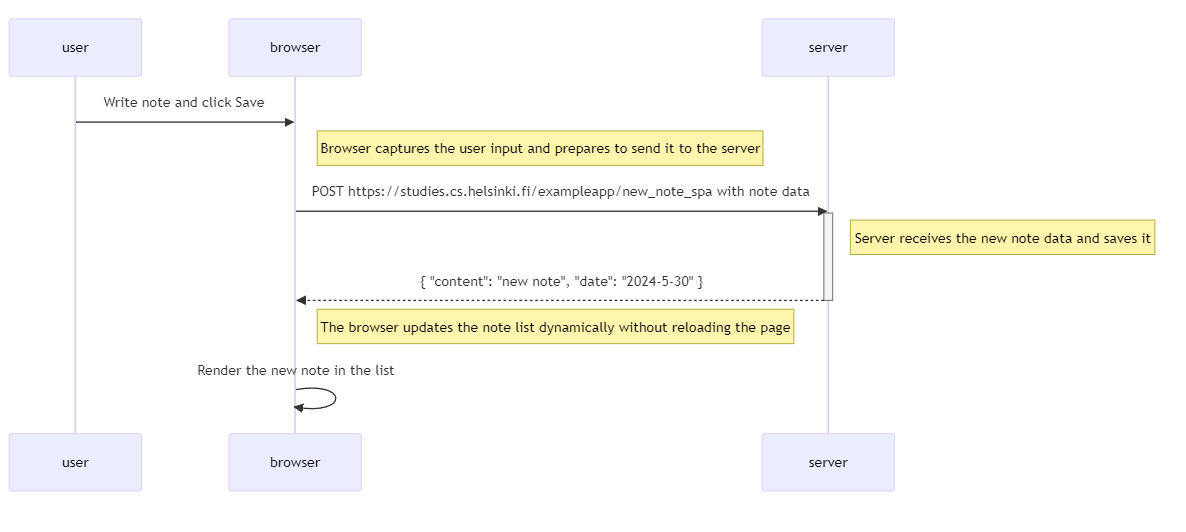 user
browser
server
Write note and click Save
Browser captures the user input and prepares to send it to the server
POST https://studies.cs.helsinki.fi/exampleapp/new_note_spa with note data
Server receives the new note data and saves it
{ "content": "new note", "date": "2024-5-30" }
The browser updates the note list dynamically without reloading the page
Render the new note in the list
user
browser
server